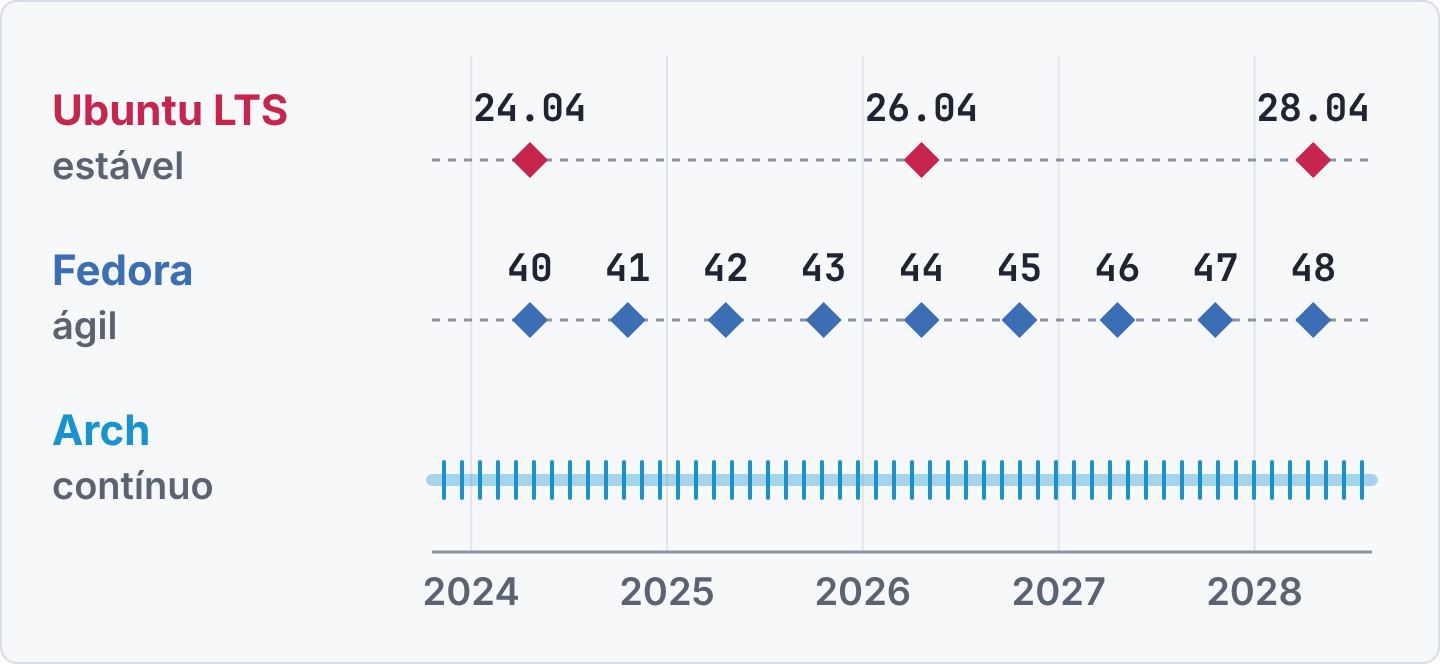 Ubuntu LTS
estável
24.04 26.04 28.04
Fedora
ágil
40 41 42 43 44 45 46 47 48
Arch
contínuo
2024 2025 2026 2027 2028